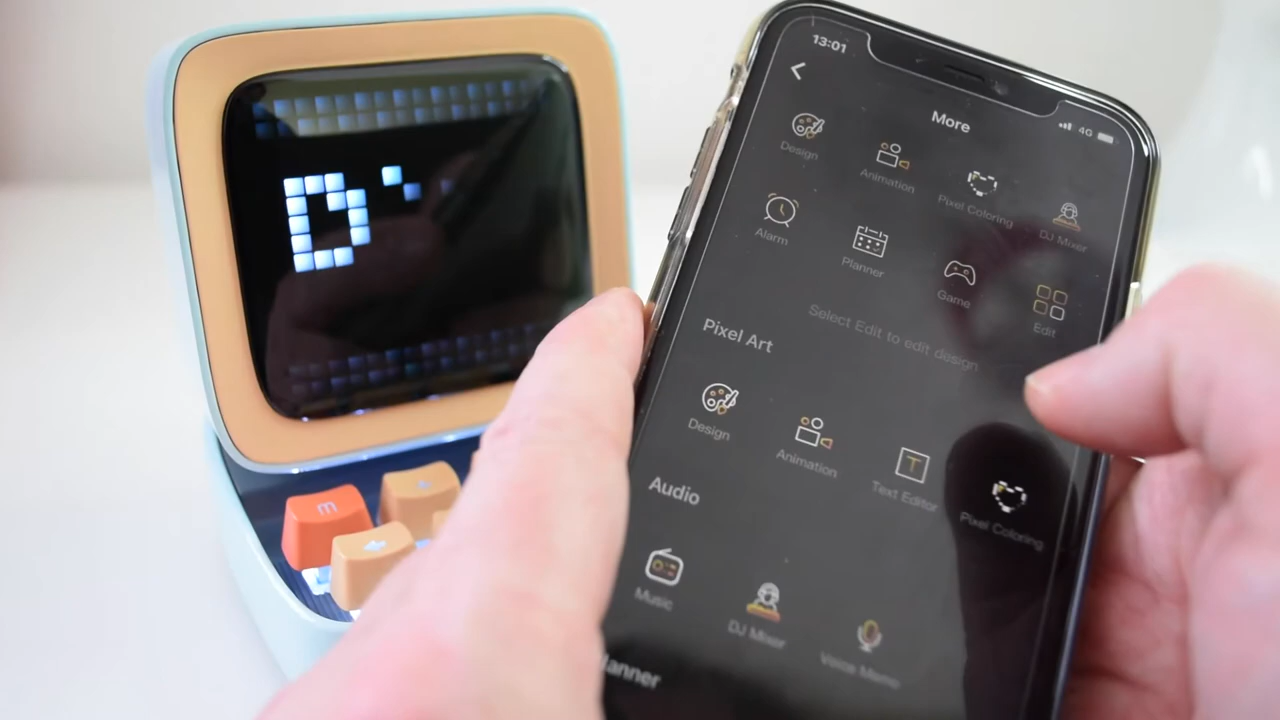 D
m
13:01
4G
More
Design
Animation
Pixel Coloring
DJ Mixer
Alarm
Planner
Game
Edit
Select Edit to edit design.
Pixel Art
Design
Animation
Text Editor
Pixel Coloring
Audio
Music
DJ Mixer
Voice Memo
lanner